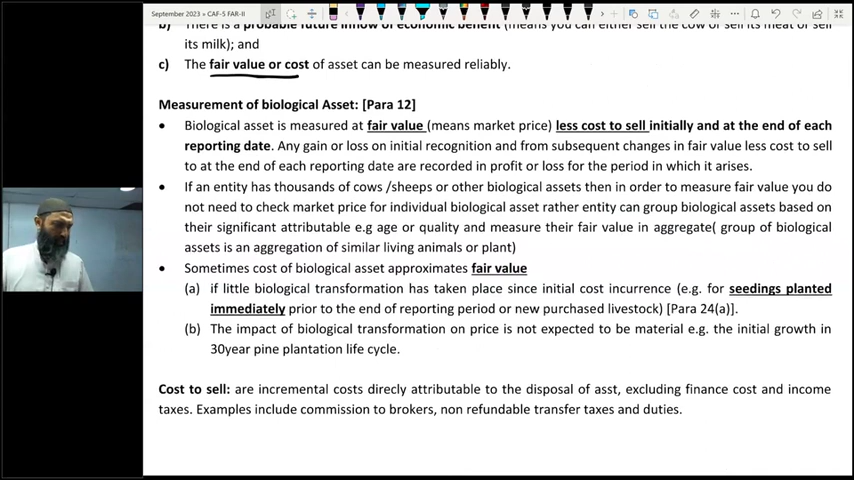 September 2023 » CAF-5 FAR-II
b) There is a probable future inflow of economic benefit (means you can either sell the cow or sell its meat or sell
its milk); and
c) The fair value or cost of asset can be measured reliably.
Measurement of biological Asset: [Para 12]
• Biological asset is measured at fair value (means market price) less cost to sell initially and at the end of each
reporting date. Any gain or loss on initial recognition and from subsequent changes in fair value less cost to sell
to at the end of each reporting date are recorded in profit or loss for the period in which it arises.
• If an entity has thousands of cows /sheeps or other biological assets then in order to measure fair value you do
not need to check market price for individual biological asset rather entity can group biological assets based on
their significant attributable e.g age or quality and measure their fair value in aggregate( group of biological
assets is an aggregation of similar living animals or plant)
• Sometimes cost of biological asset approximates fair value
(a) if little biological transformation has taken place since initial cost incurrence (e.g. for seedings planted
immediately prior to the end of reporting period or new purchased livestock) [Para 24(a)].
(b) The impact of biological transformation on price is not expected to be material e.g. the initial growth in
30year pine plantation life cycle.
Cost to sell: are incremental costs direcly attributable to the disposal of asst, excluding finance cost and income
taxes. Examples include commission to brokers, non refundable transfer taxes and duties.